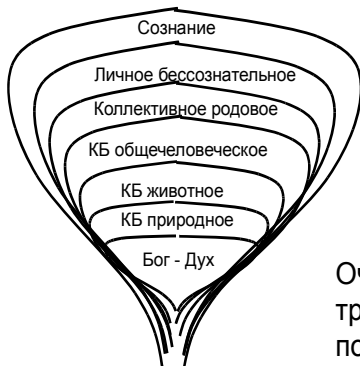 Сознание
Личное бессознательное
Коллективное родовое
КБ общечеловеческое
КБ животное
КБ природное
Бог - Дух